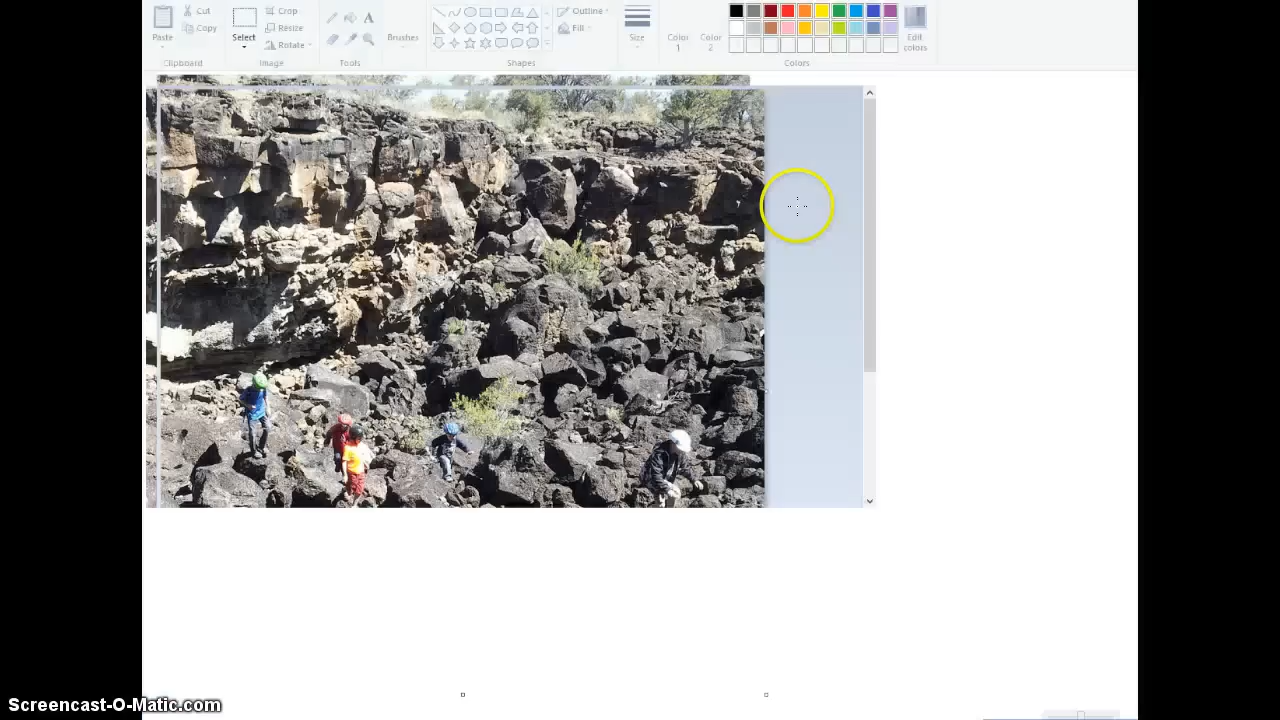 Paste
Cut
Copy
Clipboard
Select
Crop
Resize
Rotate
Image
A
Tools
Brushes
Outline
Fill
Shapes
Size
Color 1
Color 2
Edit colors
Colors
Screencast-O-Matic.com